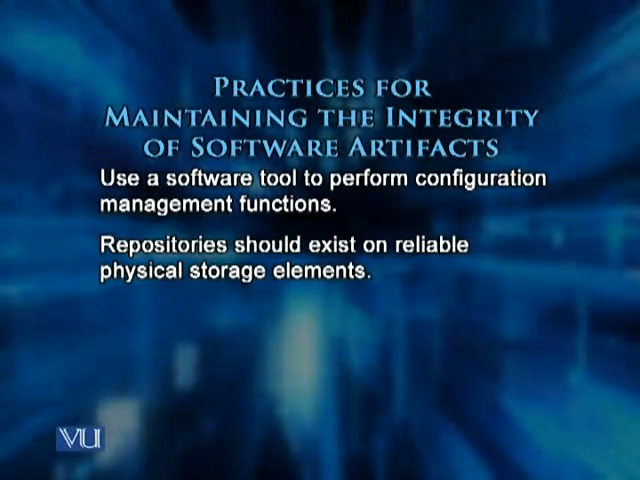 PRACTICES FOR
MAINTAINING THE INTEGRITY
OF SOFTWARE ARTIFACTS
Use a software tool to perform configuration
management functions.
Repositories should exist on reliable
physical storage elements.
VU